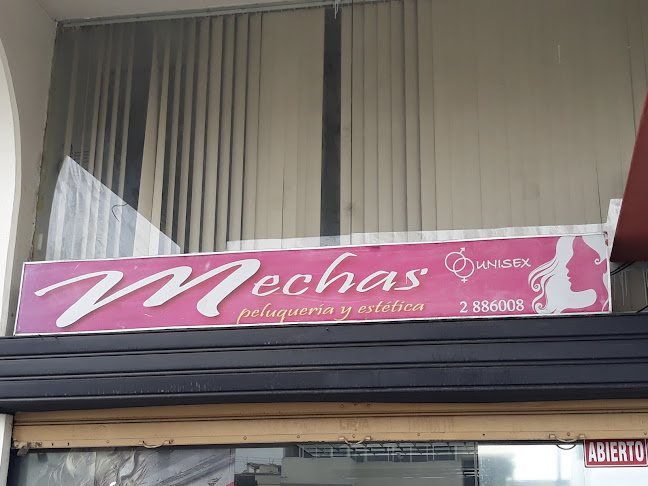 Mechas
UNISEX
peluquería y estética
2 886008
ABIERTO